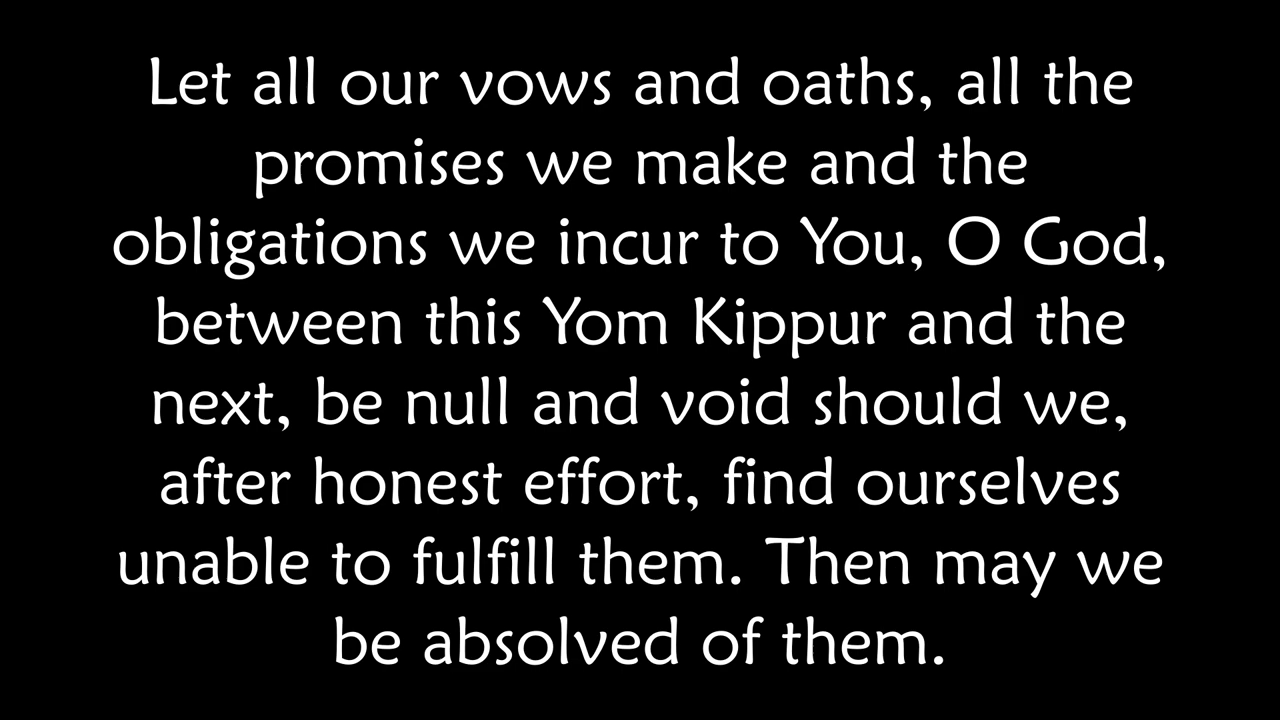 Let all our vows and oaths, all the
promises we make and the
obligations we incur to You, O God,
between this Yom Kippur and the
next, be null and void should we,
after honest effort, find ourselves
unable to fulfill them. Then may we
be absolved of them.